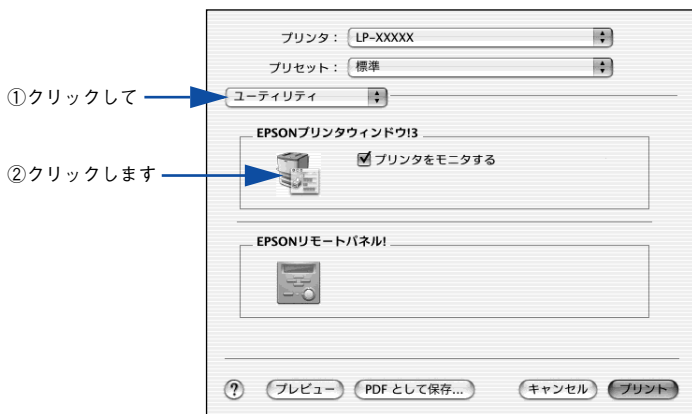 プリンタ： LP-XXXXX
プリセット： 標準
①クリックして
ユーティリティ
EPSONプリンタウィンドウ!3
プリンタをモニタする
②クリックします
EPSONリモートパネル!
? プレビュー PDF として保存... キャンセル プリント